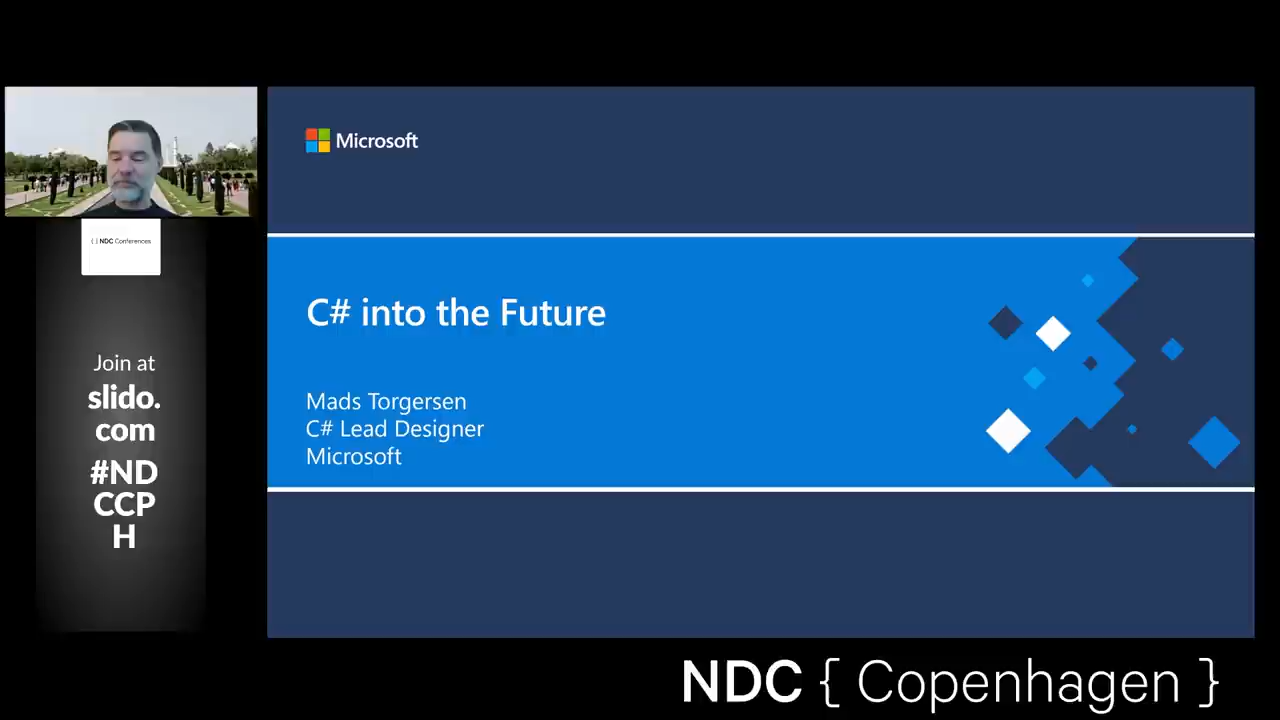 Microsoft
C# into the Future
Mads Torgersen
C# Lead Designer
Microsoft
{ } NDC Conferences
Join at
slido.
com
#ND
CCP
H
NDC { Copenhagen }